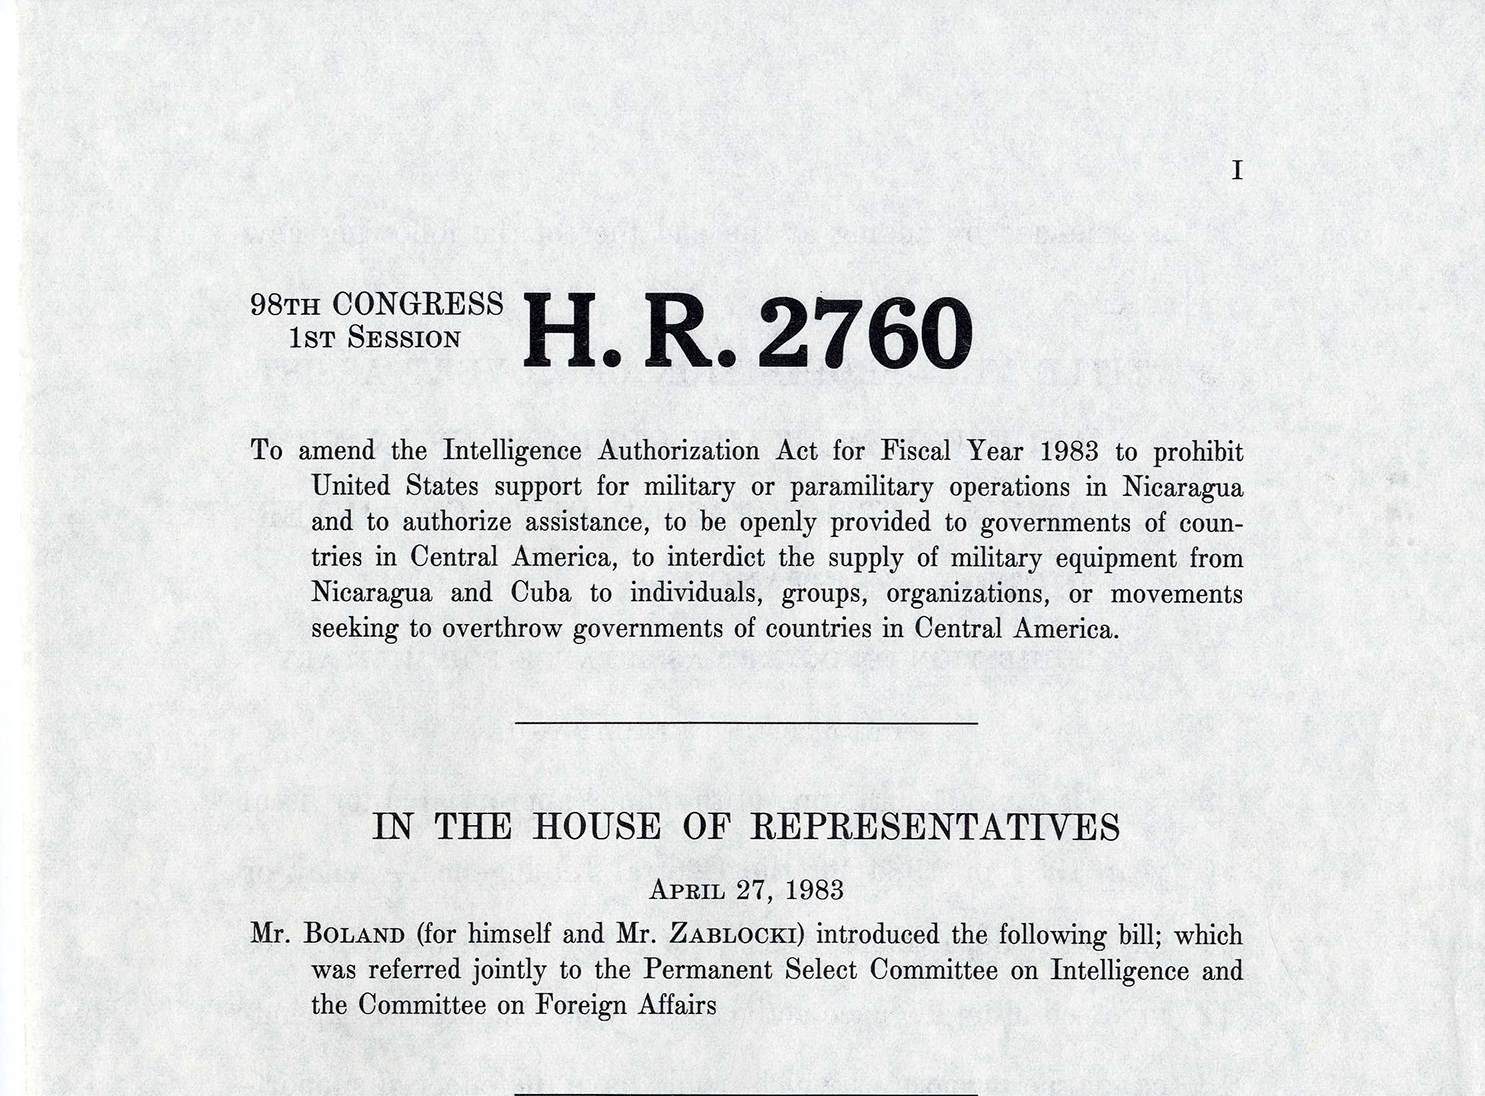 I
98TH CONGRESS
1ST SESSION
H. R. 2760
To amend the Intelligence Authorization Act for Fiscal Year 1983 to prohibit
United States support for military or paramilitary operations in Nicaragua
and to authorize assistance, to be openly provided to governments of coun-
tries in Central America, to interdict the supply of military equipment from
Nicaragua and Cuba to individuals, groups, organizations, or movements
seeking to overthrow governments of countries in Central America.
IN THE HOUSE OF REPRESENTATIVES
APRIL 27, 1983
Mr. BOLAND (for himself and Mr. ZABLOCKI) introduced the following bill; which
was referred jointly to the Permanent Select Committee on Intelligence and
the Committee on Foreign Affairs